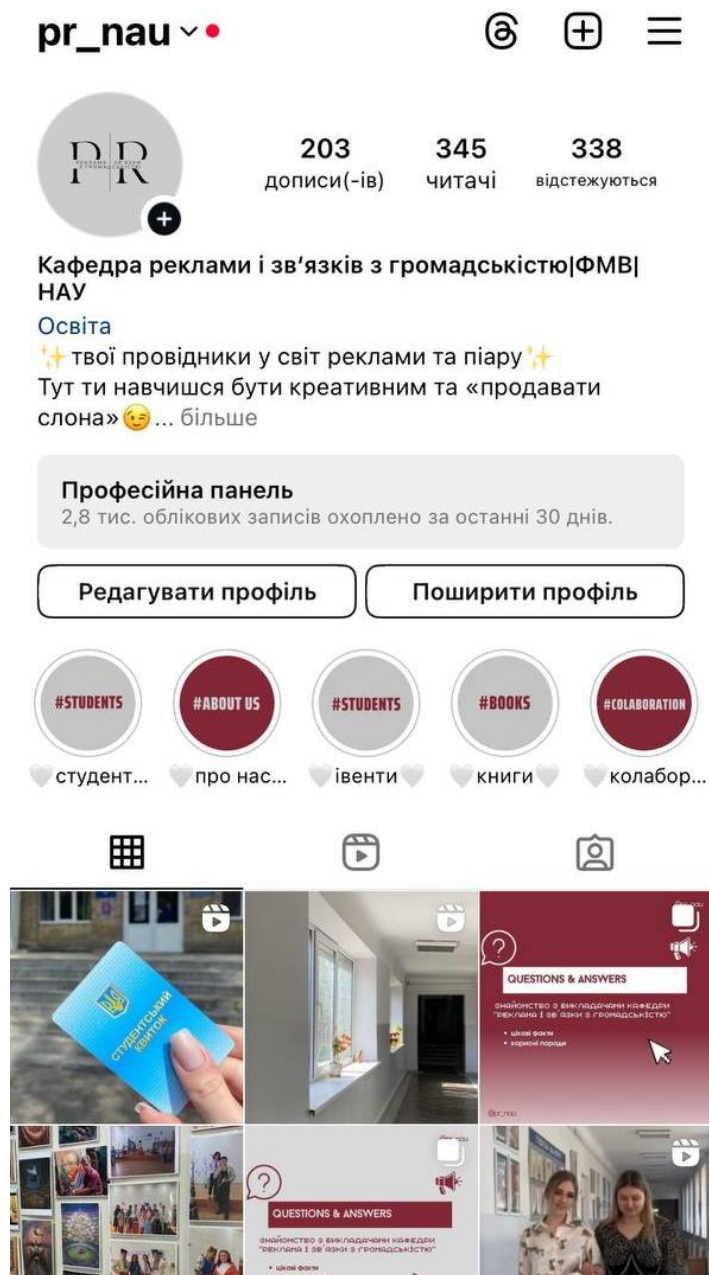 pr_nau
P|R
РЕКЛАМА І ЗВ'ЯЗКИ
З ГРОМАДСЬКІСТЮ
203
дописи(-ів)
345
читачі
338
відстежуються
Кафедра реклами і зв‘язків з громадськістю|ФМВ|
НАУ
Освіта
✨ твої провідники у світ реклами та піару✨
Тут ти навчишся бути креативним та «продавати
слона»😉... більше
Професійна панель
2,8 тис. облікових записів охоплено за останні 30 днів.
Редагувати профіль
Поширити профіль
#STUDENTS
#ABOUT US
#STUDENTS
#BOOKS
#COLABORATION
🤍студент...
🤍про нас...
🤍івенти🤍
🤍книги🤍
🤍колабор...
СТУДЕНТСЬКИЙ
КВИТОК
QUESTIONS & ANSWERS
ЗНАЙОМСТВО З ВИКЛАДАЧАМИ КАФЕДРИ
"РЕКЛАМА І ЗВ`ЯЗКИ З ГРОМАДСЬКІСТЮ"
• цікаві факти
• корисні поради
@pr_nau
QUESTIONS & ANSWERS
ЗНАЙОМСТВО З ВИКЛАДАЧАМИ КАФЕДРИ
"РЕКЛАМА І ЗВ`ЯЗКИ З ГРОМАДСЬКІСТЮ"
• цікаві факти